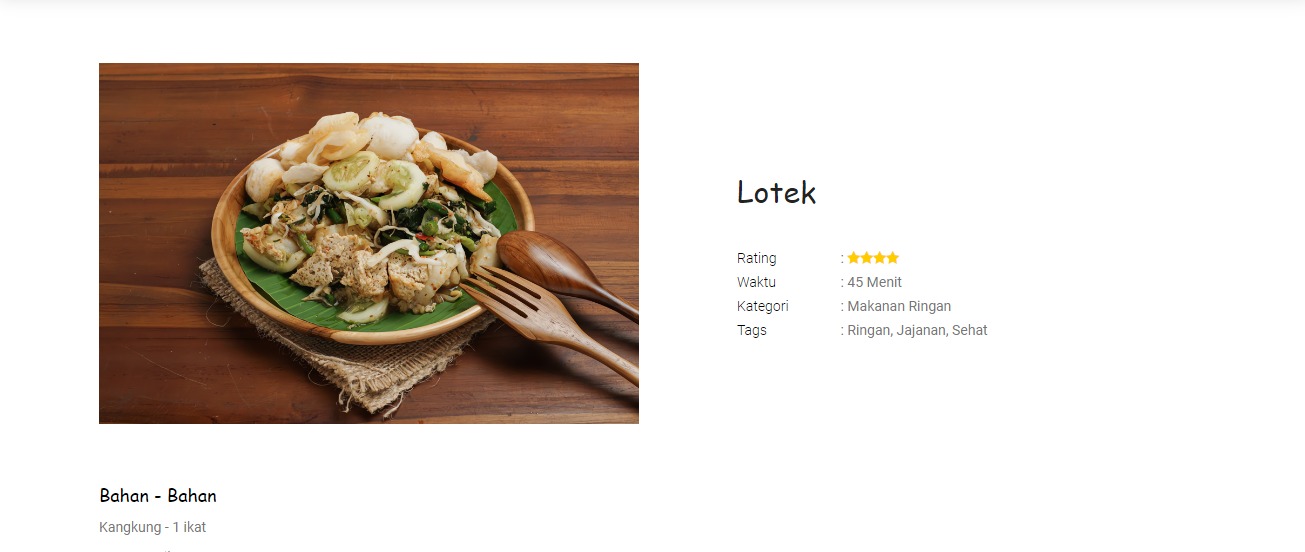 Lotek
Rating : ⭐⭐⭐⭐
Waktu : 45 Menit
Kategori : Makanan Ringan
Tags : Ringan, Jajanan, Sehat
Bahan - Bahan
Kangkung - 1 ikat